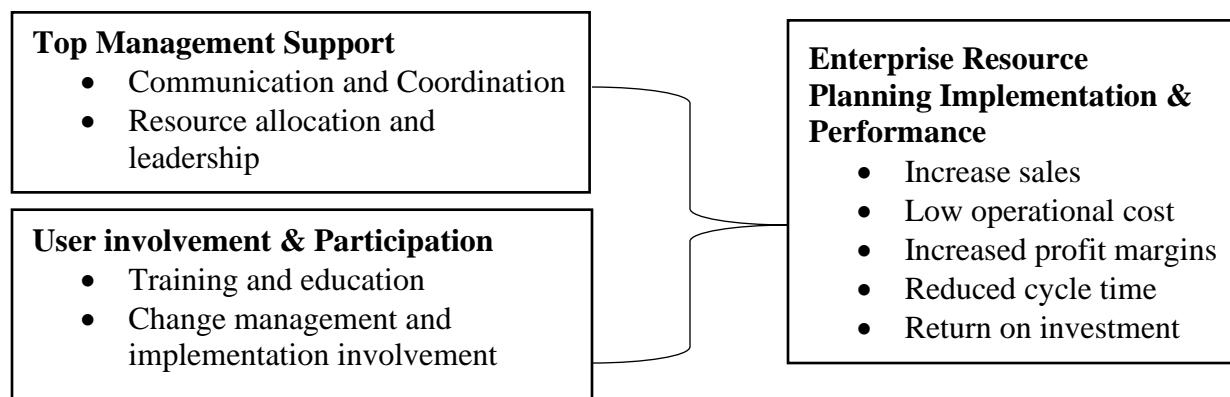 Top Management Support
• Communication and Coordination
• Resource allocation and
leadership
User involvement & Participation
• Training and education
• Change management and
implementation involvement
Enterprise Resource
Planning Implementation &
Performance
• Increase sales
• Low operational cost
• Increased profit margins
• Reduced cycle time
• Return on investment